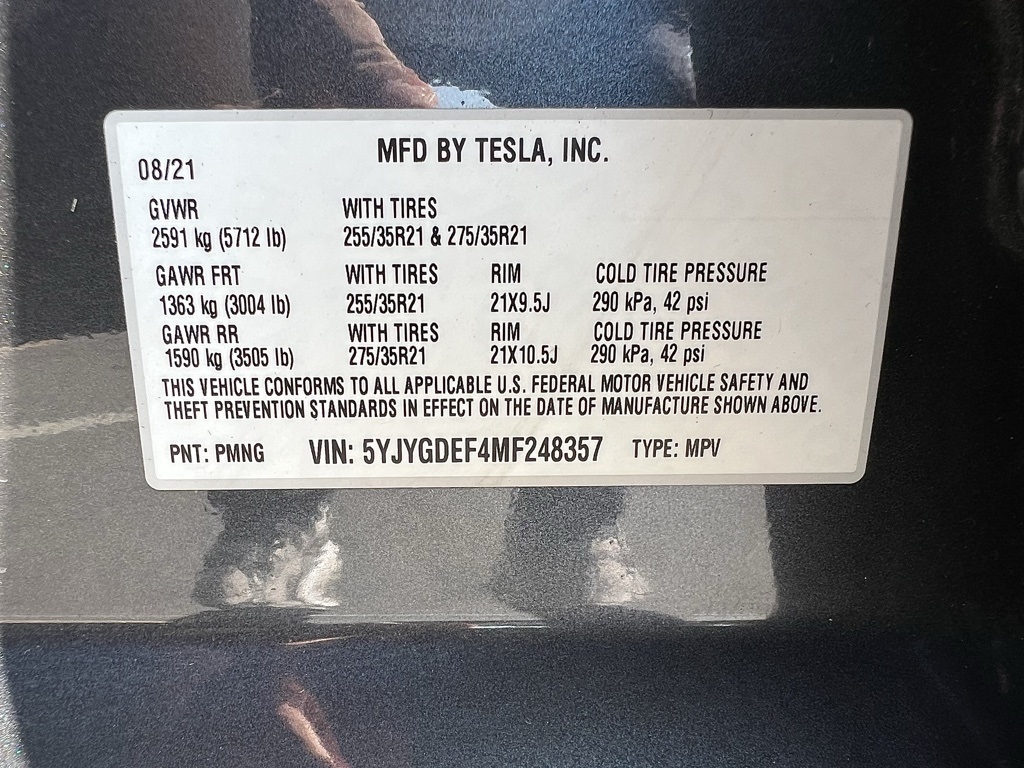 MFD BY TESLA, INC.
08/21
GVWR WITH TIRES
2591 kg (5712 lb) 255/35R21 & 275/35R21
GAWR FRT WITH TIRES RIM COLD TIRE PRESSURE
1363 kg (3004 lb) 255/35R21 21X9.5J 290 kPa, 42 psi
GAWR RR WITH TIRES RIM COLD TIRE PRESSURE
1590 kg (3505 lb) 275/35R21 21X10.5J 290 kPa, 42 psi
THIS VEHICLE CONFORMS TO ALL APPLICABLE U.S. FEDERAL MOTOR VEHICLE SAFETY AND
THEFT PREVENTION STANDARDS IN EFFECT ON THE DATE OF MANUFACTURE SHOWN ABOVE.
PNT: PMNG VIN: 5YJYGDEF4MF248357 TYPE: MPV